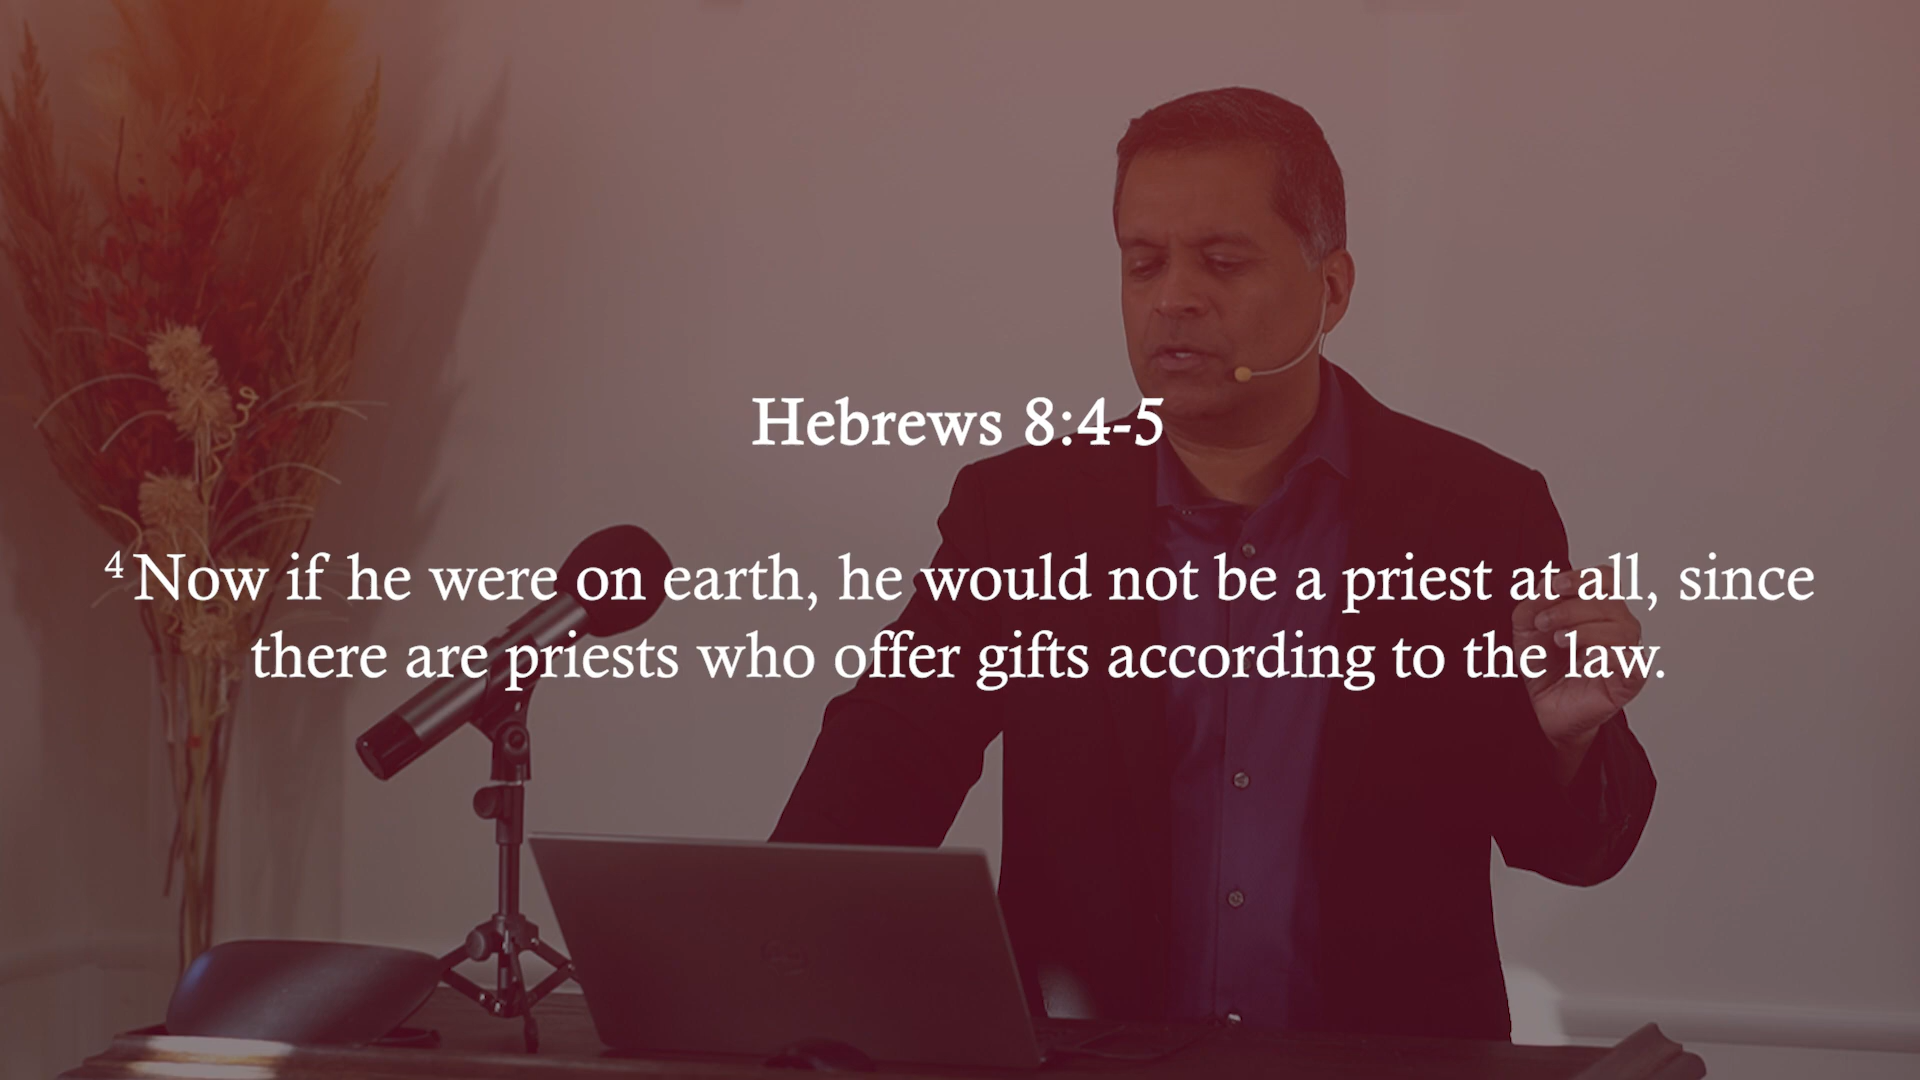 Hebrews 8:4-5
4 Now if he were on earth, he would not be a priest at all, since
there are priests who offer gifts according to the law.